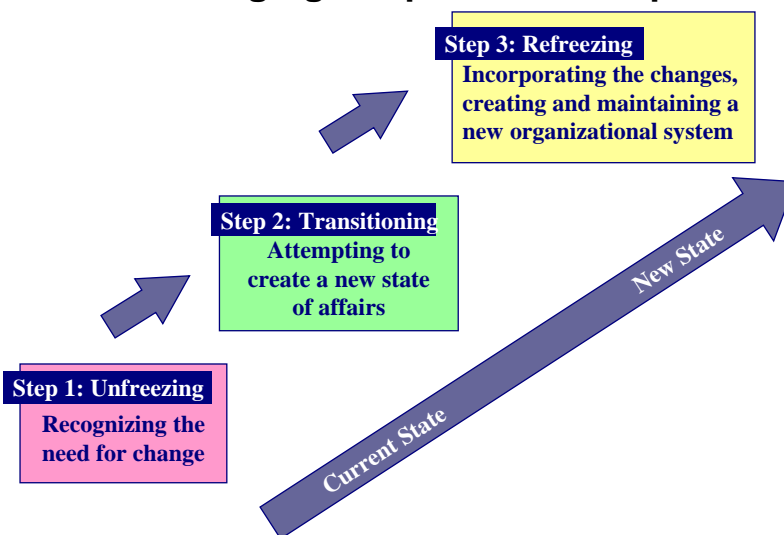 Step 3: Refreezing
Incorporating the changes,
creating and maintaining a
new organizational system
Step 2: Transitioning
Attempting to
create a new state
of affairs
New State
Step 1: Unfreezing
Recognizing the
need for change
Current State